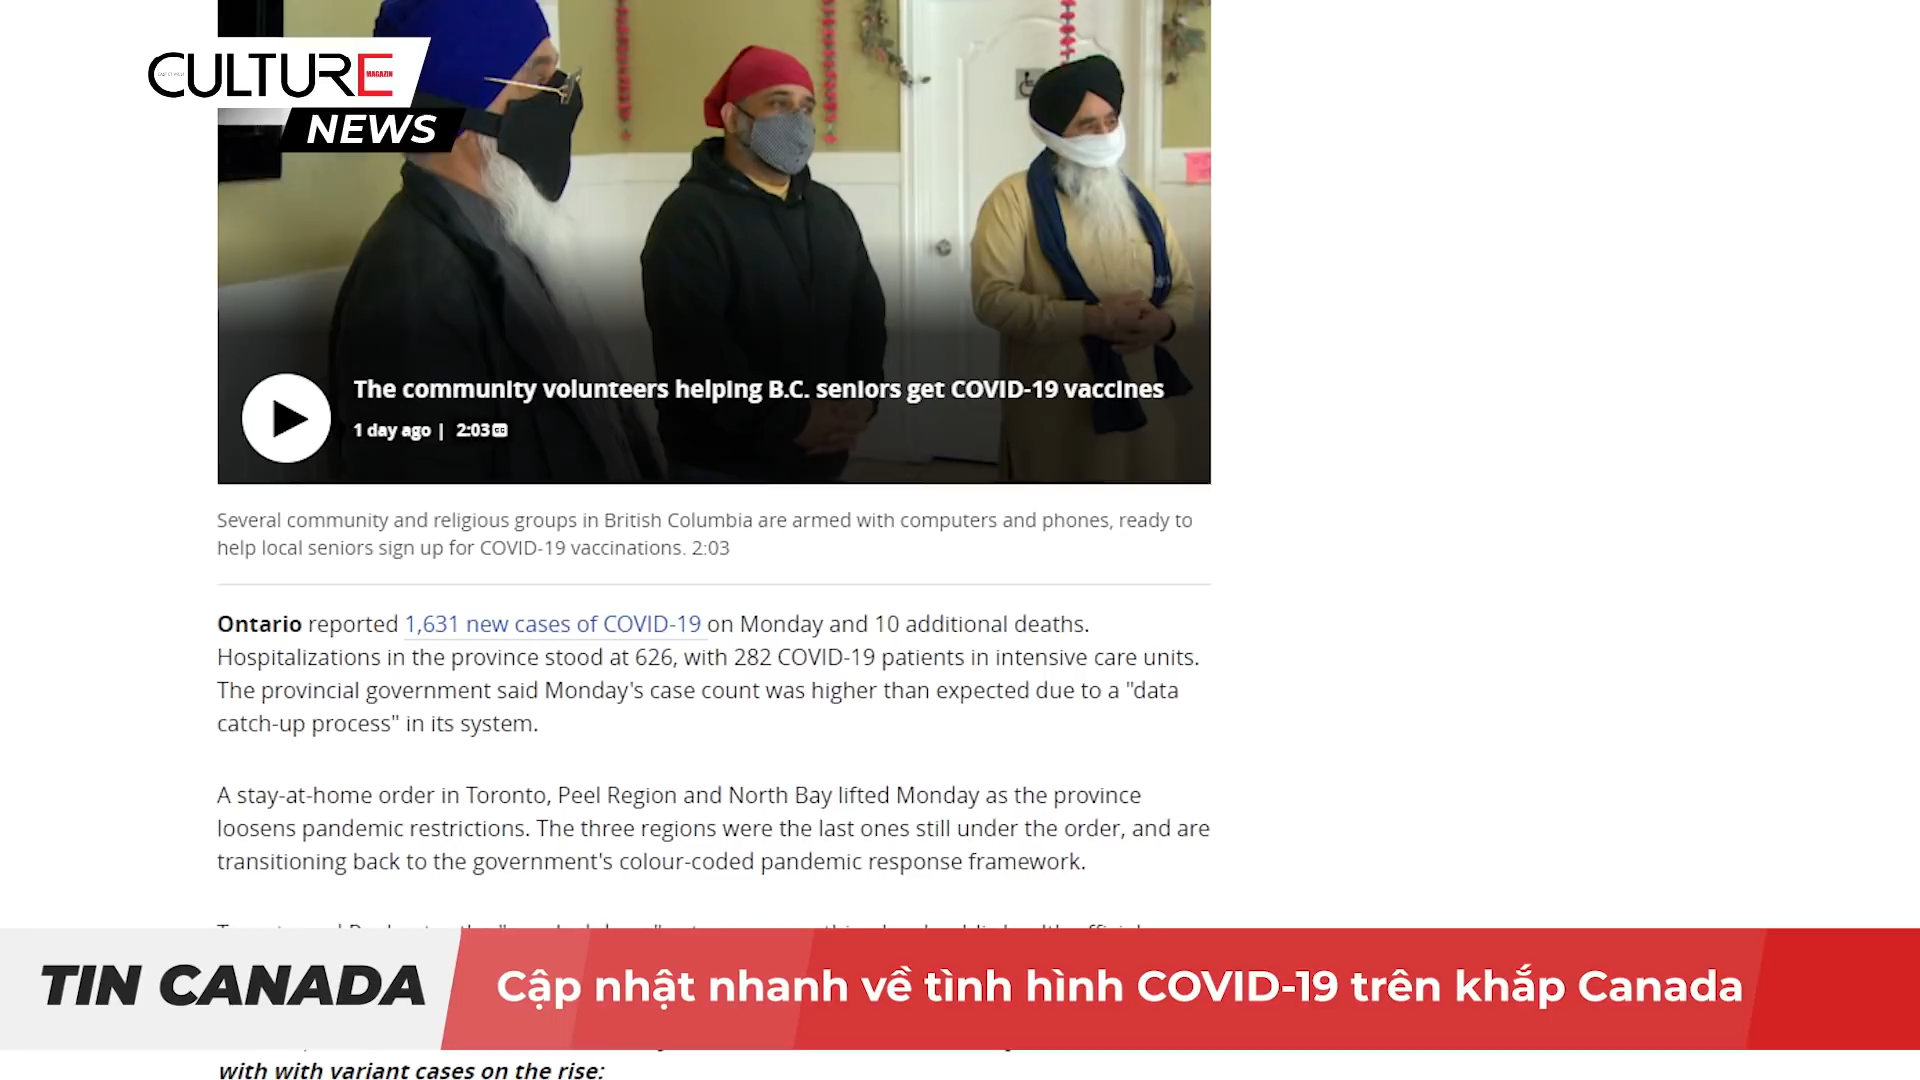 CULTURE
MAGAZIN
NEWS
The community volunteers helping B.C. seniors get COVID-19 vaccines
1 day ago | 2:03 CC
Several community and religious groups in British Columbia are armed with computers and phones, ready to
help local seniors sign up for COVID-19 vaccinations. 2:03
Ontario reported 1,631 new cases of COVID-19 on Monday and 10 additional deaths.
Hospitalizations in the province stood at 626, with 282 COVID-19 patients in intensive care units.
The provincial government said Monday's case count was higher than expected due to a "data
catch-up process" in its system.
A stay-at-home order in Toronto, Peel Region and North Bay lifted Monday as the province
loosens pandemic restrictions. The three regions were the last ones still under the order, and are
transitioning back to the government's colour-coded pandemic response framework.
TIN CANADA
Cập nhật nhanh về tình hình COVID-19 trên khắp Canada
with with variant cases on the rise: